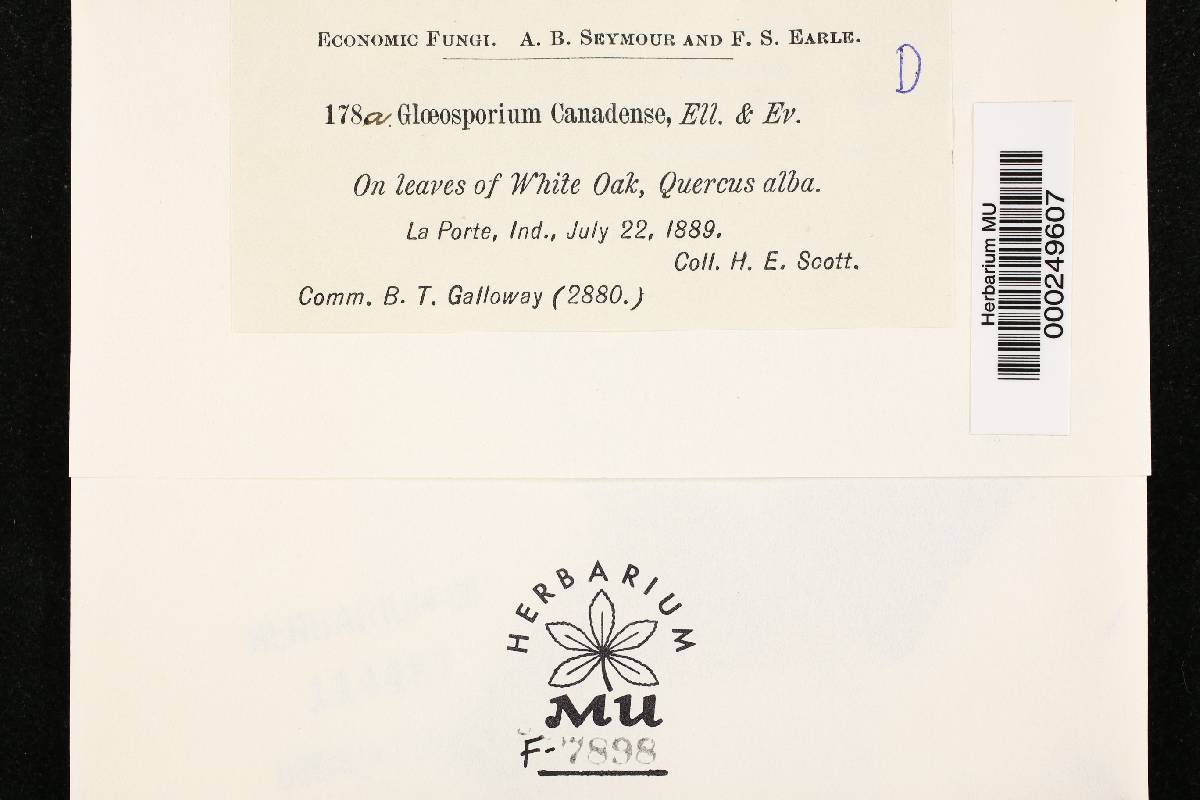 ECONOMIC FUNGI. A. B. SEYMOUR AND F. S. EARLE.
D
178a. Glœosporium Canadense, Ell. & Ev.
On leaves of White Oak, Quercus alba.
La Porte, Ind., July 22, 1889.
Coll. H. E. Scott.
Comm. B. T. Galloway (2880.)
Herbarium MU
000249607
HERBARIUM
MU
F-7898